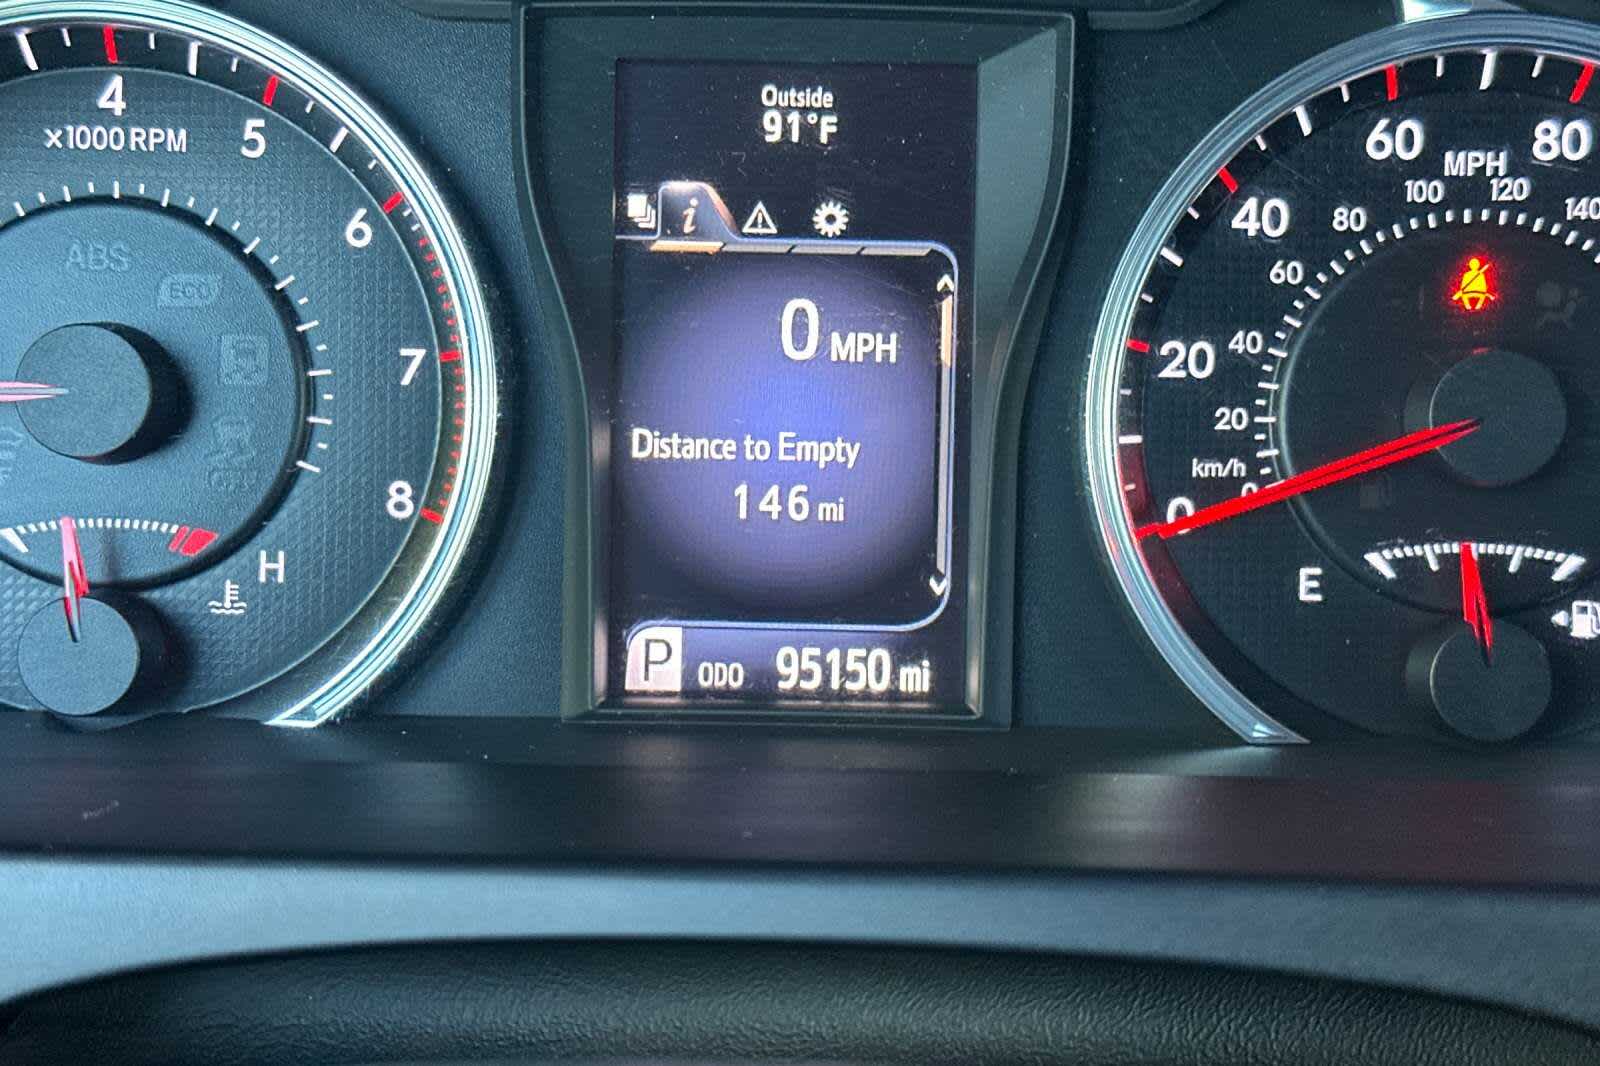 4
×1000 RPM
5
6
7
8
ABS
ECO
H
Outside
91°F
i
0 MPH
Distance to Empty
146 mi
P ODO 95150 mi
60
80
MPH
100
120
140
40
80
60
20
40
20
km/h
0
0
E